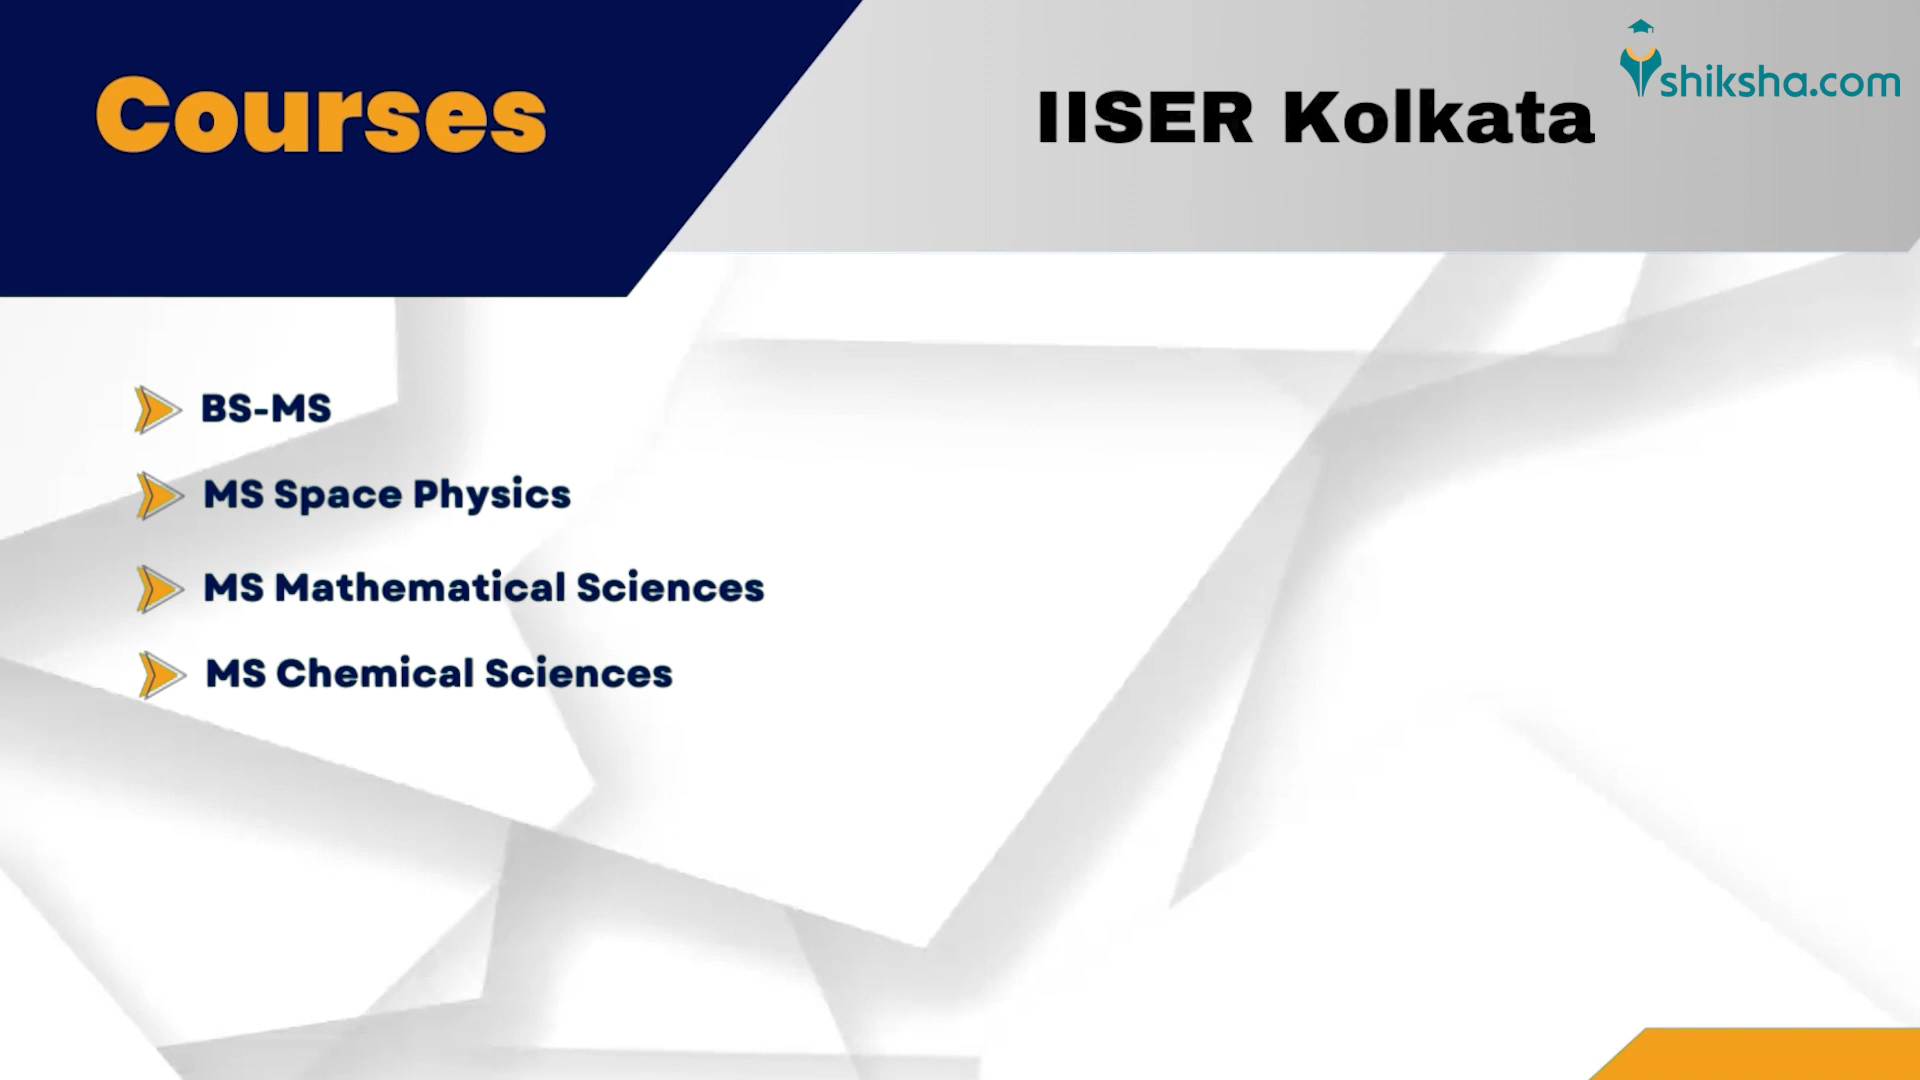 Courses
IISER Kolkata
shiksha.com
BS-MS
MS Space Physics
MS Mathematical Sciences
MS Chemical Sciences